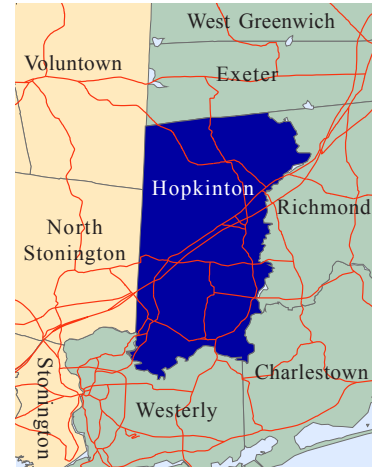 West Greenwich
Voluntown
Exeter
Hopkinton
Richmond
North
Stonington
Stonington
Charlestown
Westerly